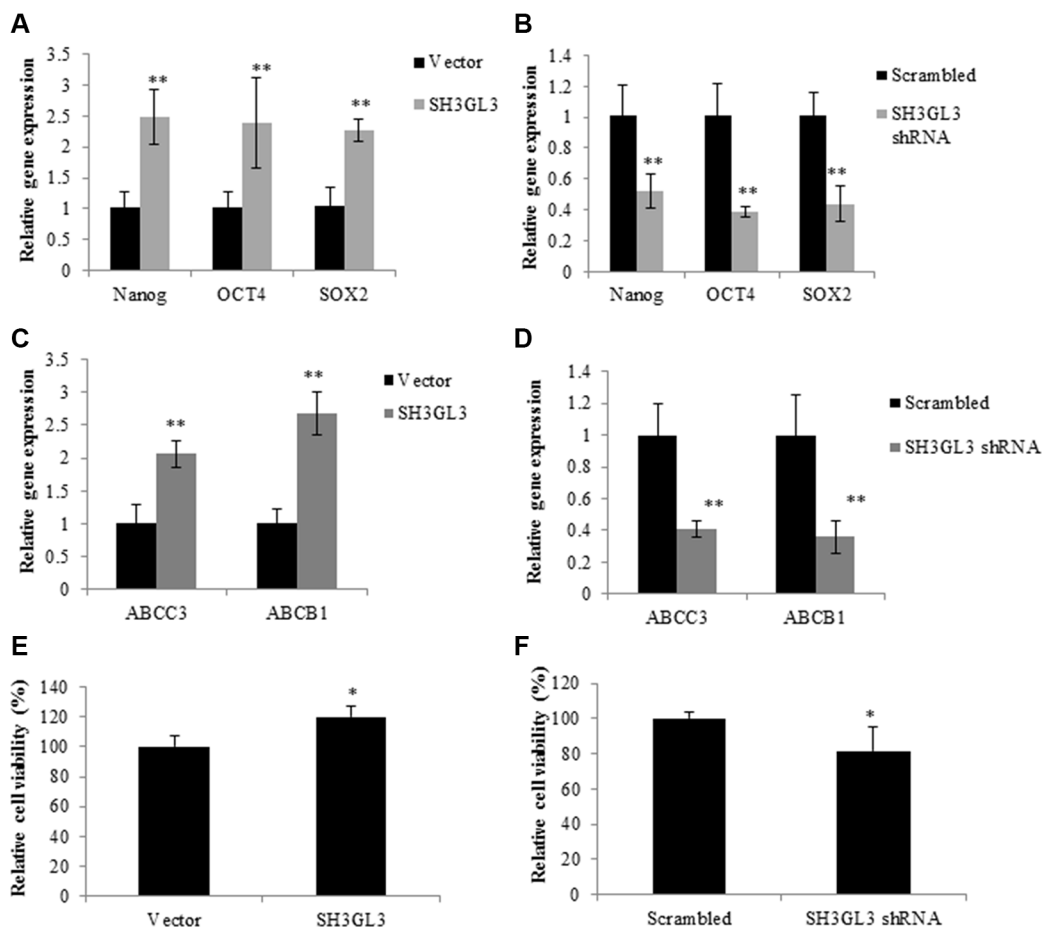 A
Relative gene expression
3.5
3
2.5
2
1.5
1
0.5
0
**
**
**
Nanog
OCT4
SOX2
Vector
SH3GL3
B
Relative gene expression
1.4
1.2
1
0.8
0.6
0.4
0.2
0
**
**
**
Nanog
OCT4
SOX2
Scrambled
SH3GL3
shRNA
C
Relative gene expression
3.5
3
2.5
2
1.5
1
0.5
0
**
**
ABCC3
ABCB1
Vector
SH3GL3
D
Relative gene expression
1.4
1.2
1
0.8
0.6
0.4
0.2
0
**
**
ABCC3
ABCB1
Scrambled
SH3GL3 shRNA
E
Relative cell viability (%)
140
120
100
80
60
40
20
0
*
Vector
SH3GL3
F
Relative cell viability (%)
120
100
80
60
40
20
0
*
Scrambled
SH3GL3 shRNA